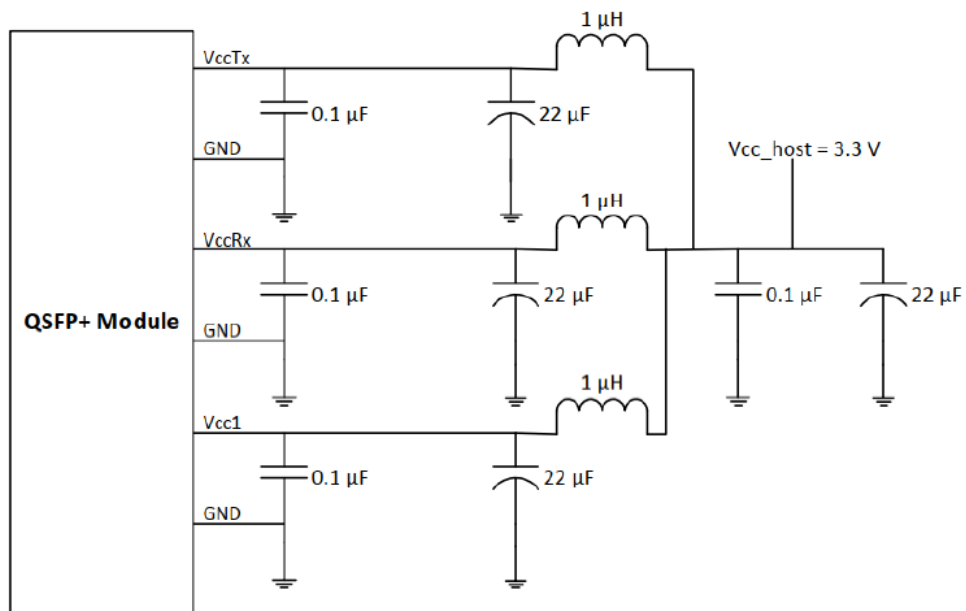 1 µH
VccTx
0.1 µF
22 µF
GND
Vcc_host = 3.3 V
1 µH
VccRx
0.1 µF
22 µF
0.1 µF
22 µF
QSFP+ Module
GND
1 µH
Vcc1
0.1 µF
22 µF
GND